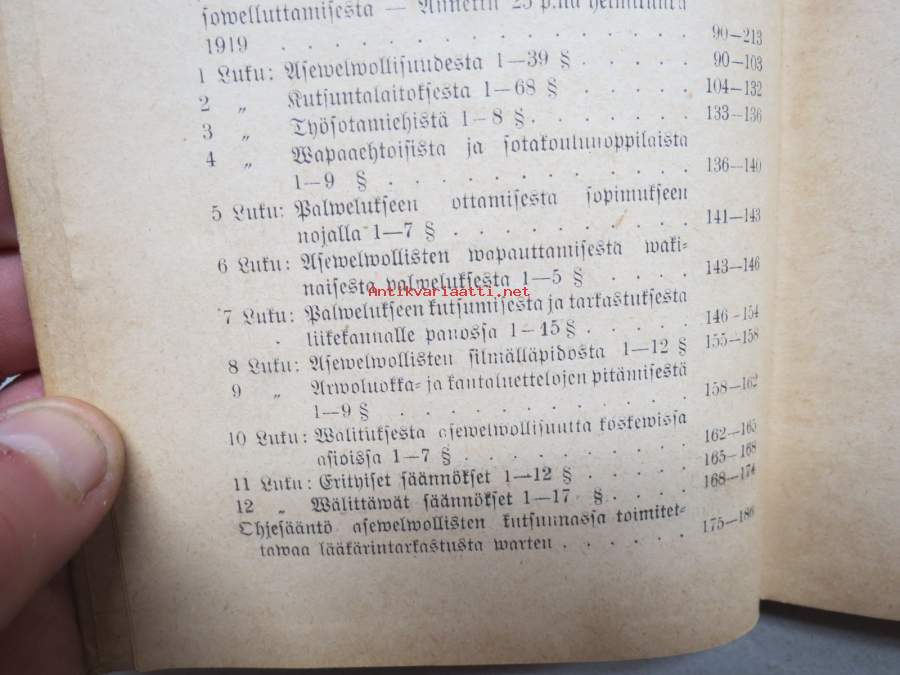 sowelluttamisesta — Annettu 25 p:nä helmikuuta
1919 . . . . . . . . . . . . . . . . 90—213
1 Luku: Asewelwollisuudesta 1—39 § . . . . . 90—103
2 „ Kutsuntalaitoksesta 1—68 § . . . . . 104—132
3 „ Työsotamiehistä 1—8 § . . . . . . . 133—136
4 „ Wapaaehtoisista ja sotakoulunoppilaista
1—9 § . . . . . . . . . . . . . 136—140
5 Luku: Palwelukseen ottamisesta sopimukseen
nojalla 1—7 § . . . . . . . . . . 141—143
6 Luku: Asewelwollisten wapauttamisesta waki-
naisesta palweluksesta 1—5 § . . . . 143—146
Antikvariaatti.net
7 Luku: Palwelukseen kutsumisesta ja tarkastuksesta
liikekannalle panossa 1—15 § . . . . . 146—154
8 Luku: Asewelwollisten silmälläpidosta 1—12 § 155—158
9 „ Arwoluokka- ja kantaluettelojen pitämisestä
1—9 § . . . . . . . . . . . . . 158—162
10 Luku: Walituksesta asewelwollisuutta koskewissa
asioissa 1—7 § . . . . . . . . . 162—165
11 Luku: Erityiset säännökset 1—12 § . . . . . 165—168
12 „ Wälittäwät säännökset 1—17 § . . . . 168—174
Ohjesääntö asewelwollisten kutsunnassa toimitet-
tawaa lääkärintarkastusta warten . . . . . . 175—186